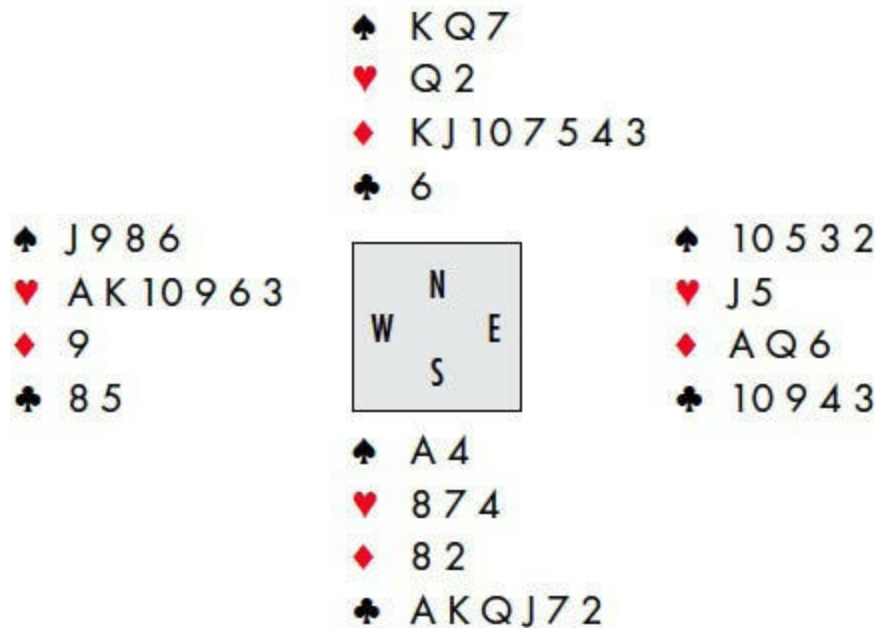 ♠ K Q 7
♥ Q 2
♦ K J 10 7 5 4 3
♣ 6
♠ J 9 8 6
♥ A K 10 9 6 3
♦ 9
♣ 8 5
N
W E
S
♠ 10 5 3 2
♥ J 5
♦ A Q 6
♣ 10 9 4 3
♠ A 4
♥ 8 7 4
♦ 8 2
♣ A K Q J 7 2